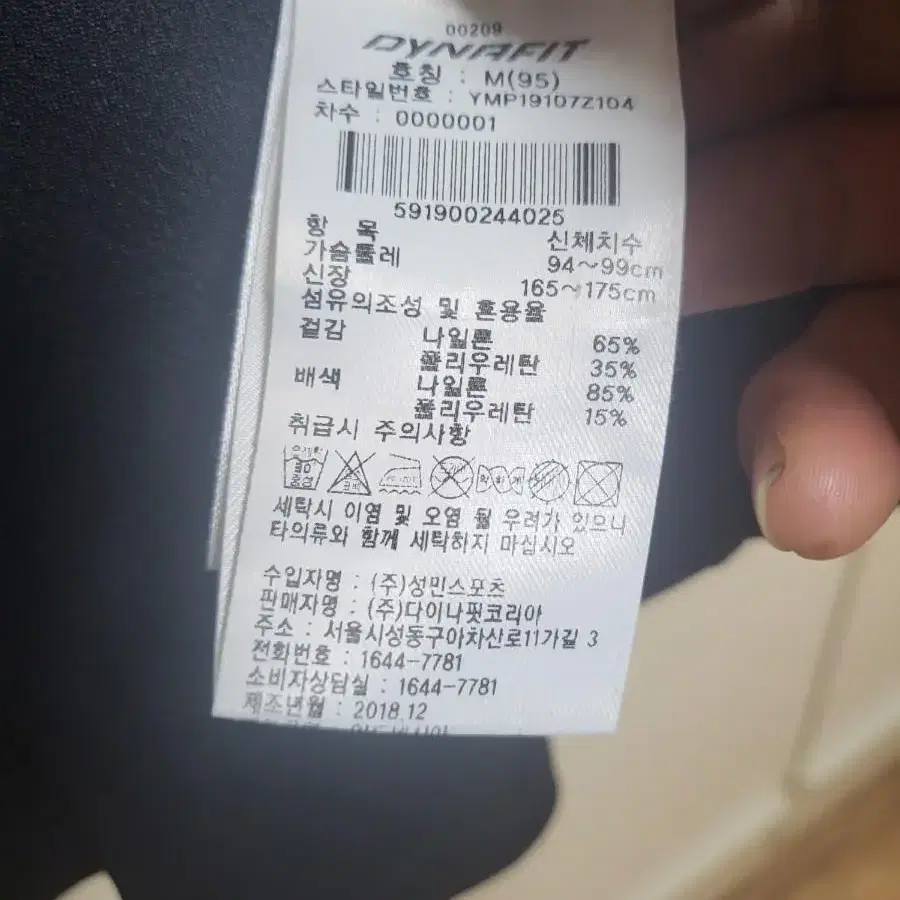 00209
DYNAFIT
호칭 : M(95)
스타일번호 : YMP19107Z104
차수 : 0000001
591900244025
항 목 신체치수
가슴둘레 94~99cm
신장 165~175cm
섬유의조성 및 혼용율
겉감 나일론 65%
폴리우레탄 35%
배색 나일론 85%
폴리우레탄 15%
취급시 주의사항
세탁시 이염 및 오염 될 우려가 있으니
타의류와 함께 세탁하지 마십시오
수입자명 : (주)성민스포츠
판매자명 : (주)다이나핏코리아
주소 : 서울시성동구아차산로11가길 3
전화번호 : 1644-7781
소비자상담실 : 1644-7781
제조년월 : 2018.12